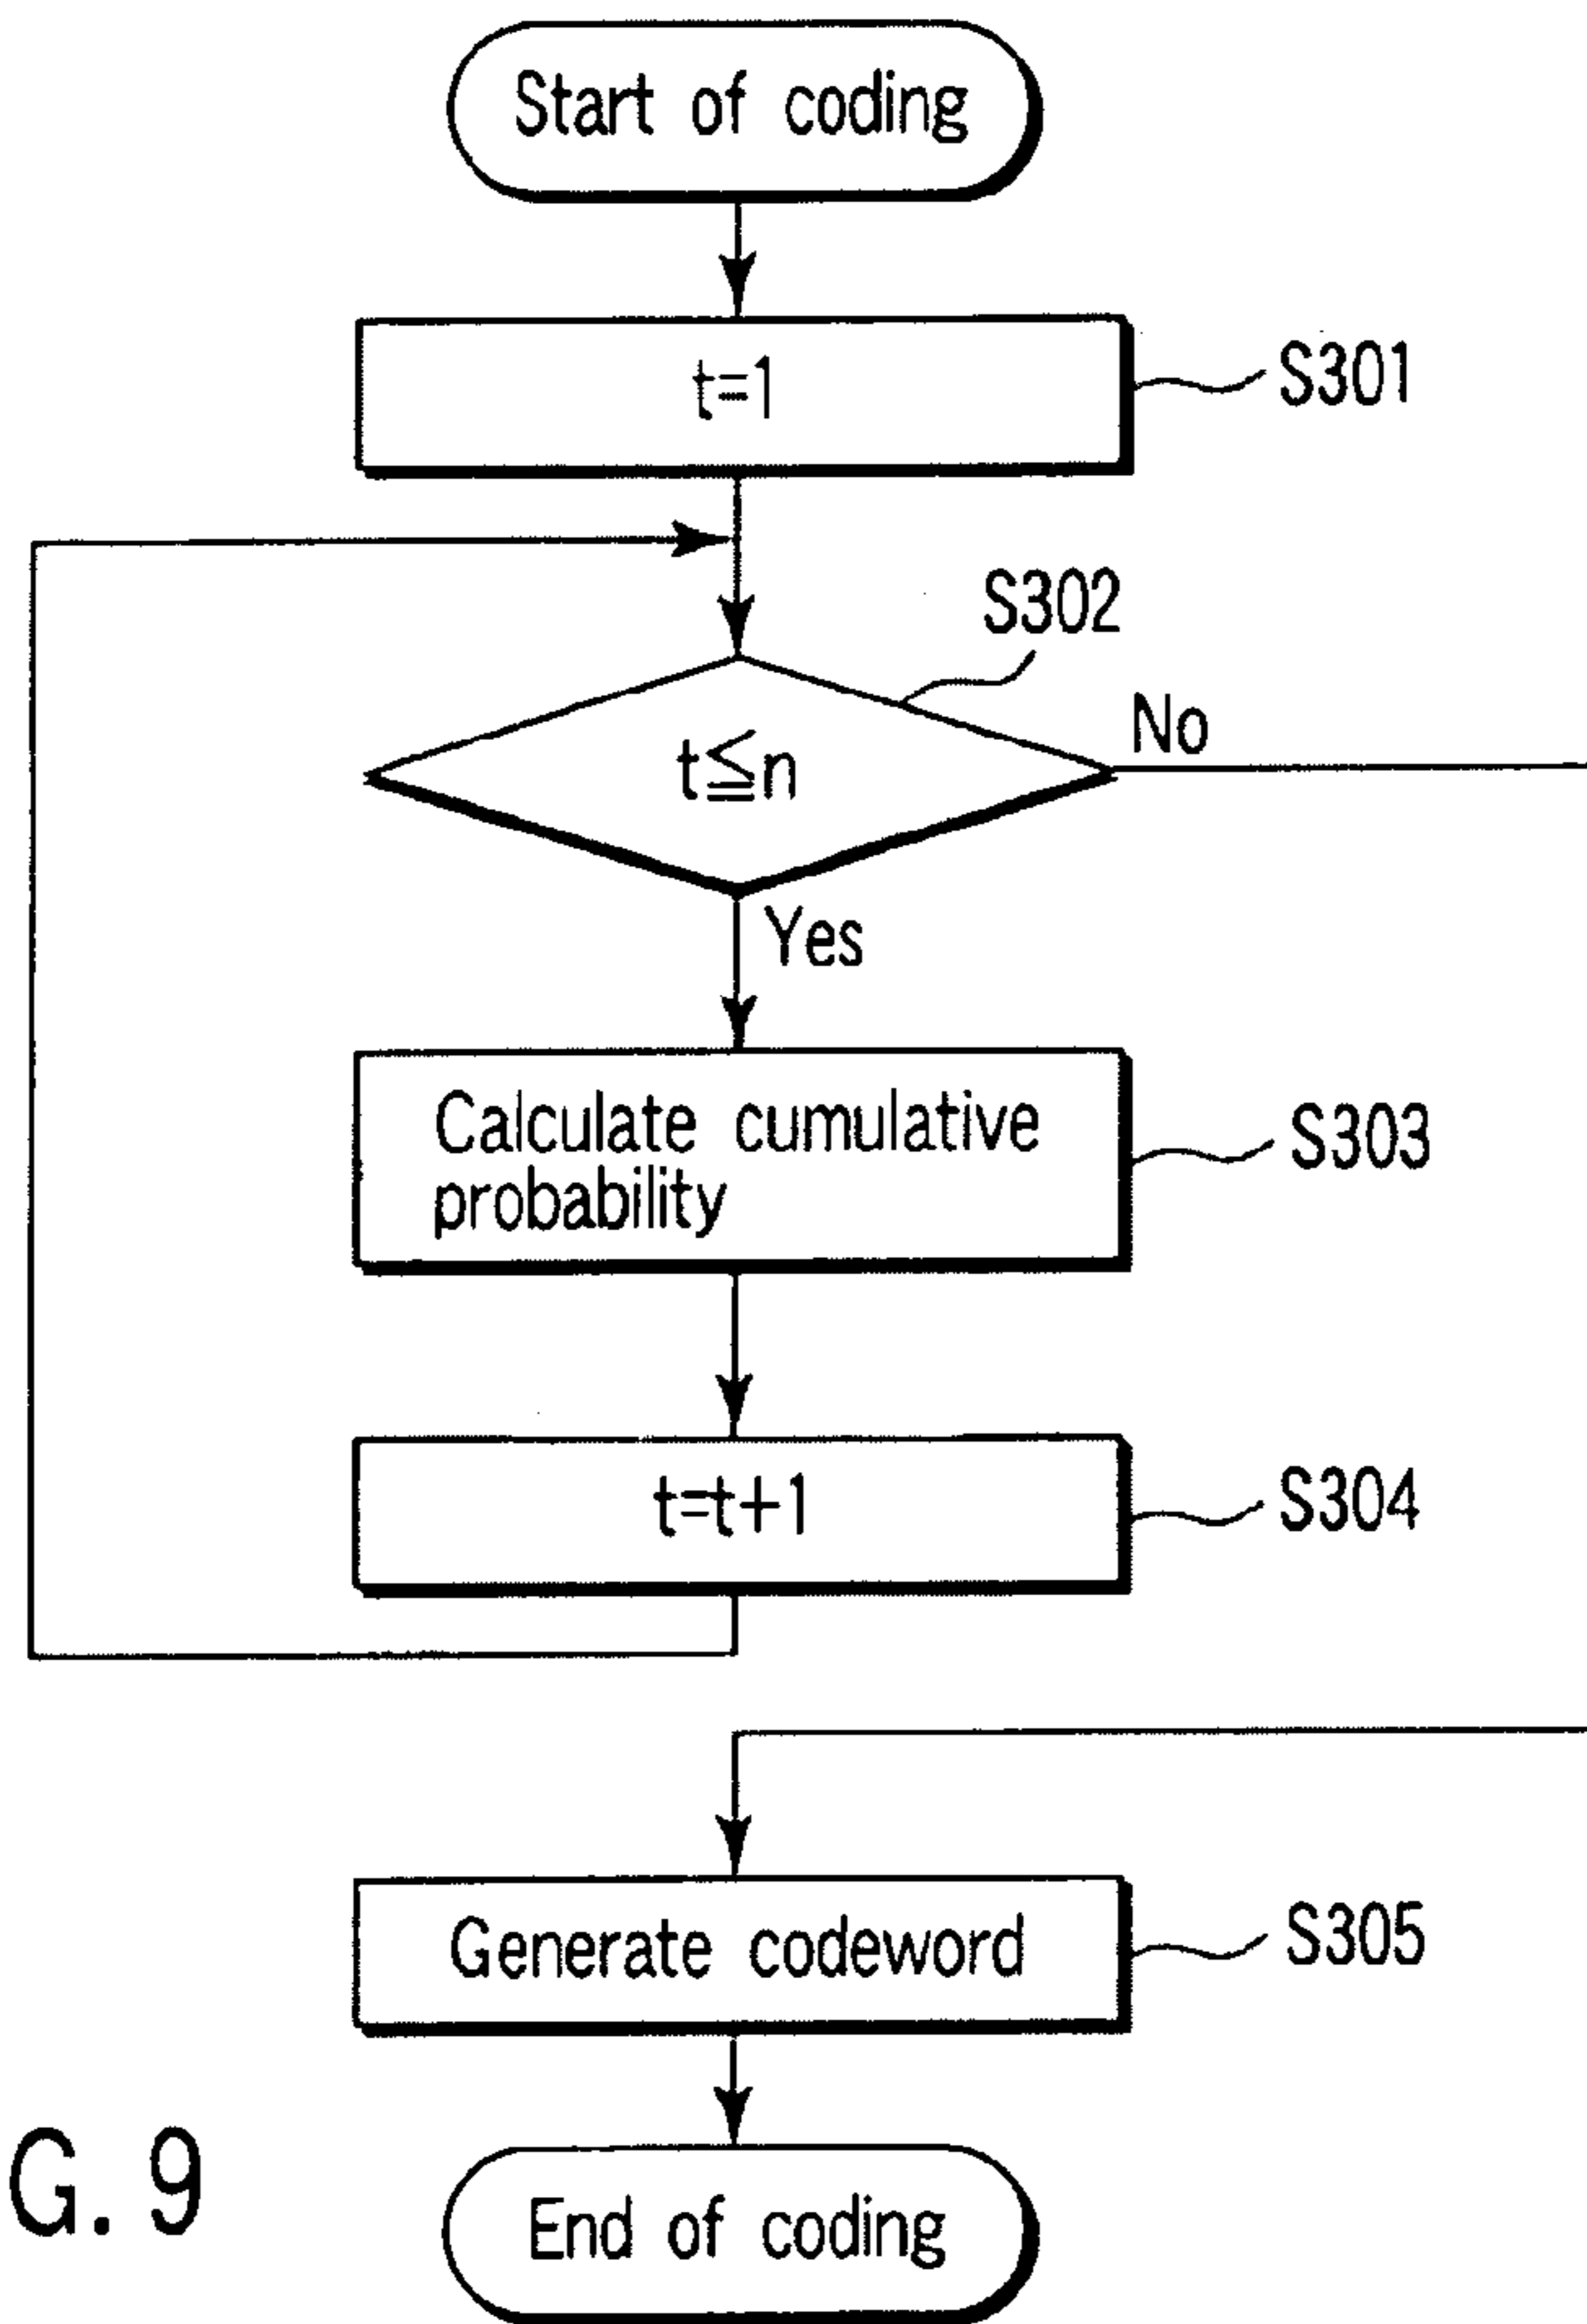 Start of coding
t=1
S301
S302
t≦n
No
Yes
Calculate cumulative
probability
S303
t=t+1
S304
Generate codeword
S305
End of coding
G. 9